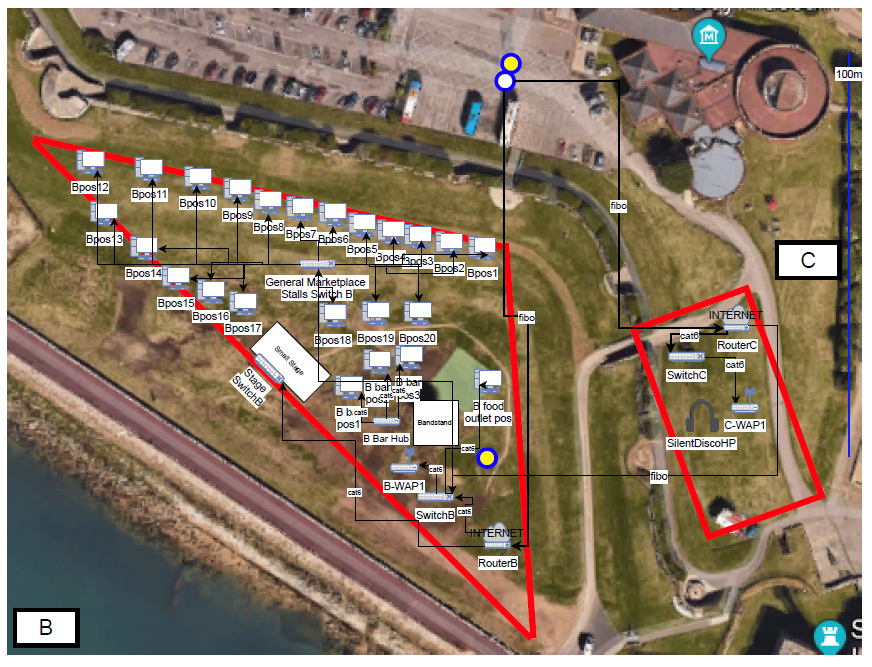 100m
Bpos12
Bpos11
Bpos10
Bpos9
Bpos8
Bpos7
Bpos6
Bpos5
3pos4
3pos3
Bpos2
Bpos1
fibo
Bpos13
Bpos14
C
General Marketplace
Stalls Switch B
Bpos15
Bpos16
Bpos17
fibo
INTERNET
RouterC
cat6
Bpos18
Bpos19
Bpos20
Small Stage
SwitchC
cat6
Stage
SwitchB
B bar
pos2
B bar
pos3
cat6
cat6
B b
pos1
B food
outlet pos
Bandstand
C-WAP1
SilentDiscoHP
B Bar Hub
cat6
cat6
fibo
B-WAP1
cat6
SwitchB
cat6
INTERNET
RouterB
B
S